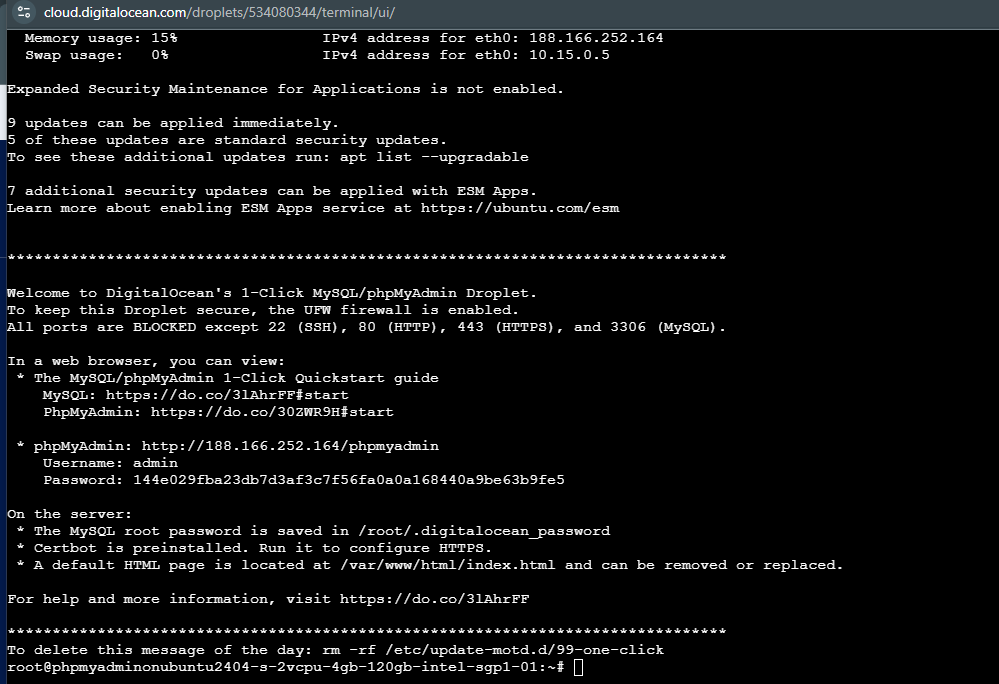 cloud.digitalocean.com/droplets/534080344/terminal/ui/
Memory usage: 15% IPv4 address for eth0: 188.166.252.164
Swap usage: 0% IPv4 address for eth0: 10.15.0.5
Expanded Security Maintenance for Applications is not enabled.
9 updates can be applied immediately.
5 of these updates are standard security updates.
To see these additional updates run: apt list --upgradable
7 additional security updates can be applied with ESM Apps.
Learn more about enabling ESM Apps service at https://ubuntu.com/esm
********************************************************************************
Welcome to DigitalOcean's 1-Click MySQL/phpMyAdmin Droplet.
To keep this Droplet secure, the UFW firewall is enabled.
All ports are BLOCKED except 22 (SSH), 80 (HTTP), 443 (HTTPS), and 3306 (MySQL).
In a web browser, you can view:
* The MySQL/phpMyAdmin 1-Click Quickstart guide
MySQL: https://do.co/3lAhrFF#start
PhpMyAdmin: https://do.co/30ZWR9H#start
* phpMyAdmin: http://188.166.252.164/phpmyadmin
Username: admin
Password: 144e029fba23db7d3af3c7f56fa0a0a168440a9be63b9fe5
On the server:
* The MySQL root password is saved in /root/.digitalocean_password
* Certbot is preinstalled. Run it to configure HTTPS.
* A default HTML page is located at /var/www/html/index.html and can be removed or replaced.
For help and more information, visit https://do.co/3lAhrFF
********************************************************************************
To delete this message of the day: rm -rf /etc/update-motd.d/99-one-click
root@phpmyadminonubuntu2404-s-2vcpu-4gb-120gb-intel-sgp1-01:~#